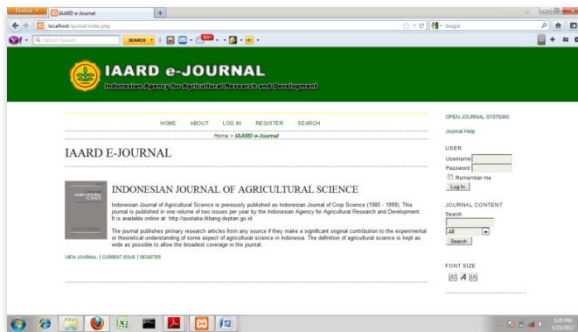 Firefox
IAARD e-Journal
localhost
Google
SEARCH
IAARD e-JOURNAL
Indonesian Agency for Agricultural Research and Development
HOME ABOUT LOG IN REGISTER SEARCH
Home > IAARD e-Journal
IAARD E-JOURNAL
INDONESIAN JOURNAL OF AGRICULTURAL SCIENCE
Indonesian Journal of Agricultural Science is previously published as Indonesian Journal of Crop Science (1985 - 1999). This
journal is published in one volume of two issues per year by the Indonesian Agency for Agricultural Research and Development.
It is available online at: http://pustaka.litbang.deptan.go.id
The journal publishes primary research articles from any source if they make a significant original contribution to the experimental
or theoretical understanding of some aspect of agricultural science in Indonesia. The definition of agricultural science is kept as
wide as possible to allow the broadest coverage in the journal.
VIEW JOURNAL | CURRENT ISSUE | REGISTER
OPEN JOURNAL SYSTEMS
Journal Help
USER
Username
Password
Remember me
Log In
JOURNAL CONTENT
Search
All
Search
FONT SIZE
A A A